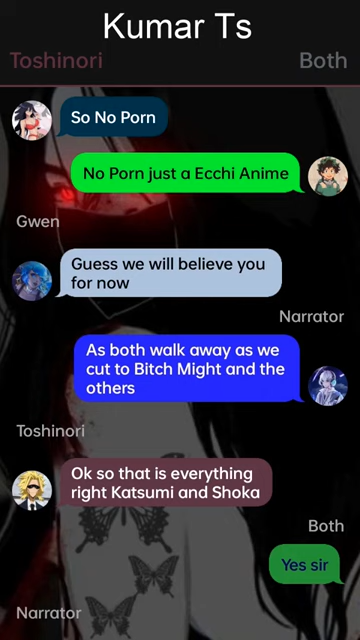 Kumar Ts
Toshinori
Both
So No Porn
No Porn just a Ecchi Anime
Gwen
Guess we will believe you
for now
Narrator
As both walk away as we
cut to Bitch Might and the
others
Toshinori
Ok so that is everything
right Katsumi and Shoka
Both
Yes sir
Narrator